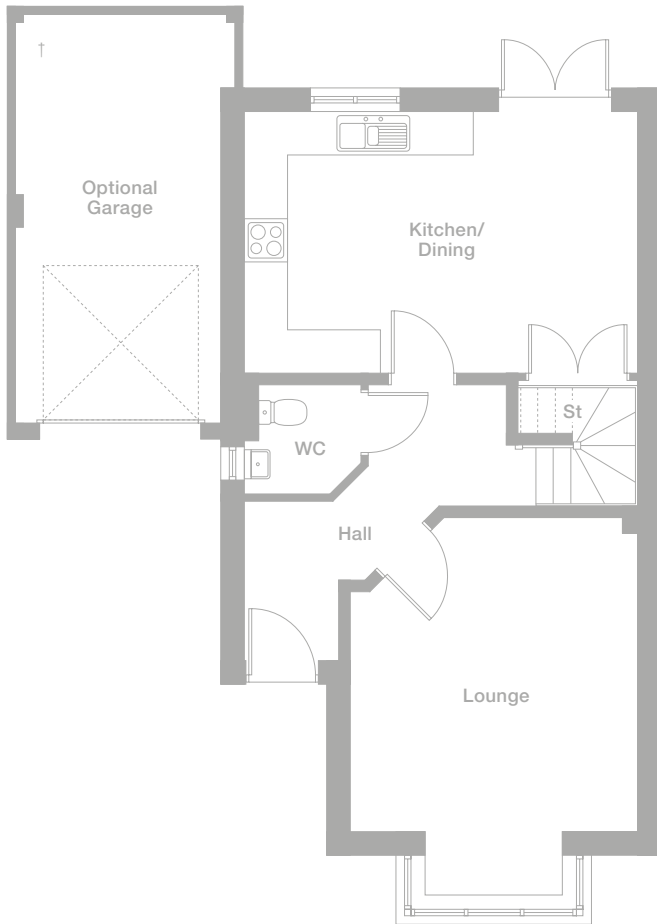 †
Optional
Garage
Kitchen/
Dining
St
WC
Hall
Lounge